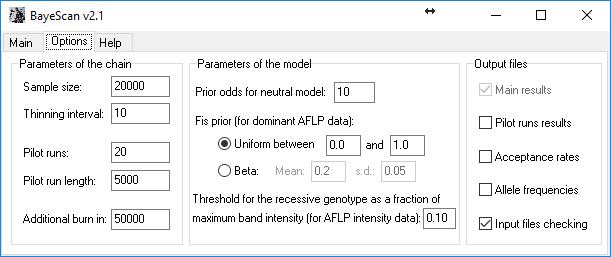 BayeScan v2.1
Main Options Help
Parameters of the chain
Sample size: 20000
Thinning interval: 10
Pilot runs: 20
Pilot run length: 5000
Additional burn in: 50000
Parameters of the model
Prior odds for neutral model: 10
Fis prior (for dominant AFLP data):
Uniform between 0.0 and 1.0
Beta: Mean: 0.2 s.d.: 0.05
Threshold for the recessive genotype as a fraction of
maximum band intensity (for AFLP intensity data): 0.10
Output files
Main results
Pilot runs results
Acceptance rates
Allele frequencies
Input files checking